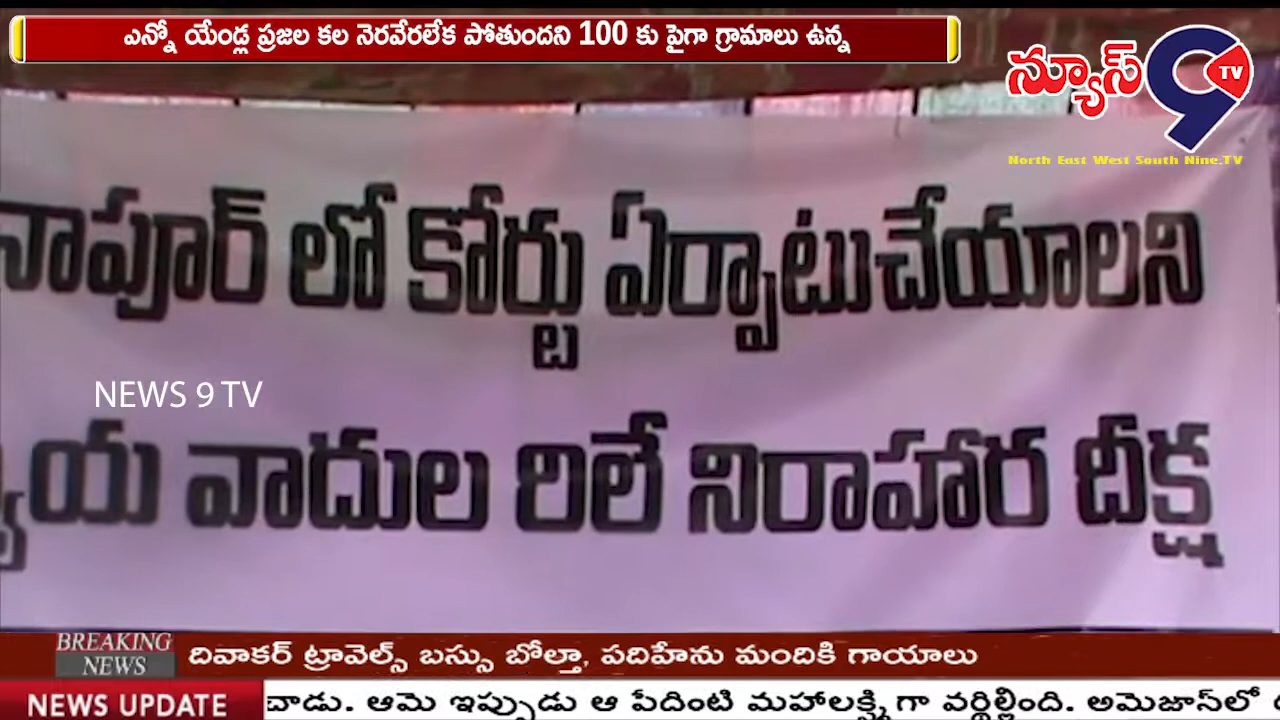 ఎన్నో యేండ్ల ప్రజల కల నెరవేరలేక పోతుందని 100 కు పైగా గ్రామాలు ఉన్న
న్యూస్ 9 TV
North East West South Nine.TV
నాపూర్ లో కోర్టు ఏర్పాటుచేయాలని
NEWS 9 TV
వాదుల రిలే నిరాహార దీక్ష
BREAKING NEWS
దివాకర్ ట్రావెల్స్ బస్సు బోల్తా, పదిహేను మందికి గాయాలు
NEWS UPDATE
చాడు. ఆమె ఇప్పుడు ఆ పేదింటి మహాలక్ష్మిగా వర్థిల్లింది. అమెజాన్‌లో